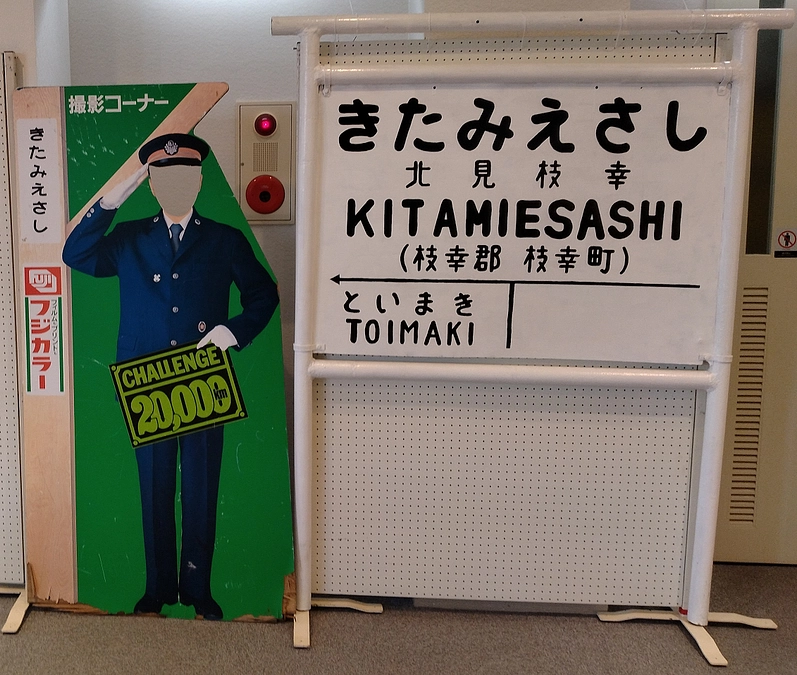 撮影コーナー
きたみえさし
フジカラー
CHALLENGE
20,000km
きたみえさし
北見枝幸
KITAMIESASHI
(枝幸郡 枝幸町)
といまき
TOIMAKI